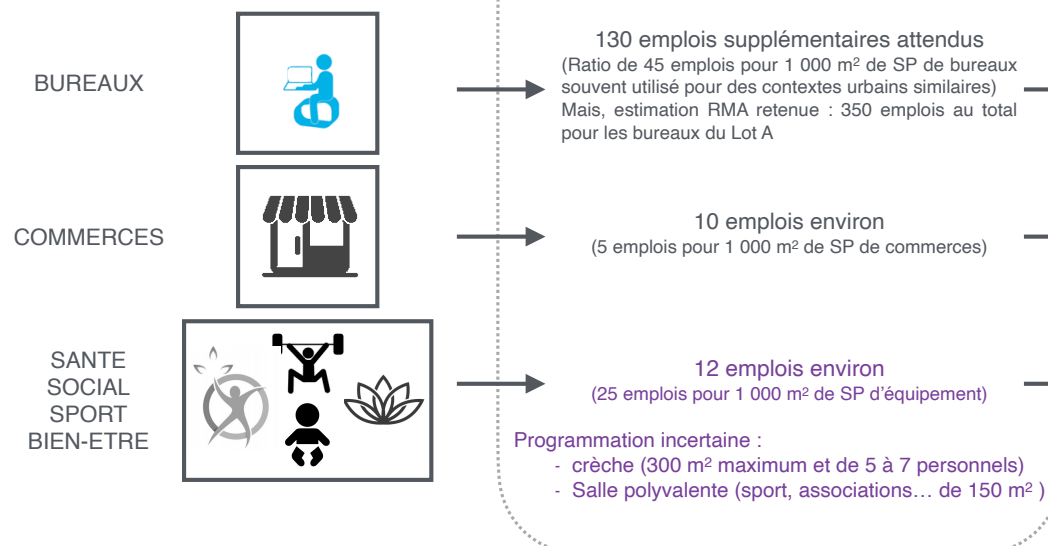 BUREAUX
130 emplois supplémentaires attendus
(Ratio de 45 emplois pour 1 000 m² de SP de bureaux
souvent utilisé pour des contextes urbains similaires)
Mais, estimation RMA retenue : 350 emplois au total
pour les bureaux du Lot A
COMMERCES
10 emplois environ
(5 emplois pour 1 000 m² de SP de commerces)
SANTE
SOCIAL
SPORT
BIEN-ETRE
12 emplois environ
(25 emplois pour 1 000 m² de SP d'équipement)
Programmation incertaine :
- crèche (300 m² maximum et de 5 à 7 personnels)
- Salle polyvalente (sport, associations… de 150 m² )